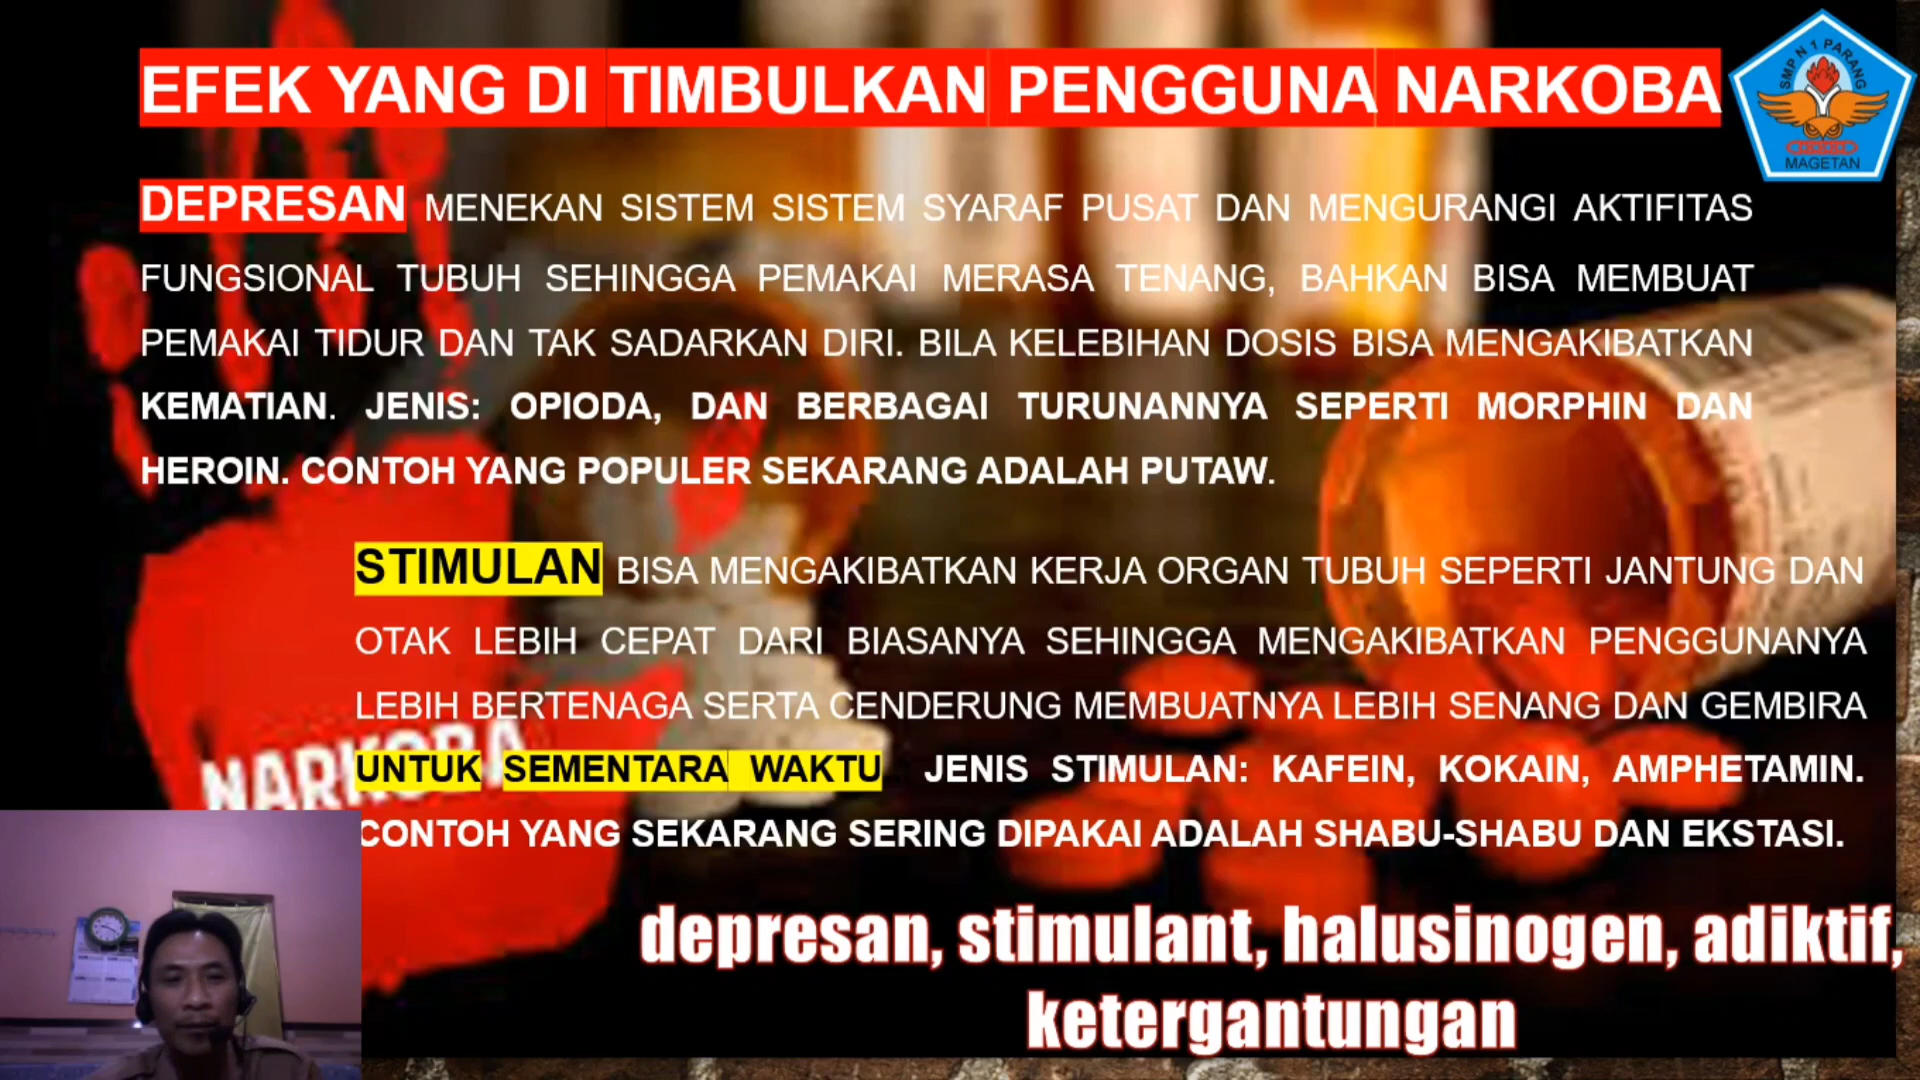 EFEK YANG DI TIMBULKAN PENGGUNA NARKOBA
SMP N 1 PARANG
MAGETAN
DEPRESAN MENEKAN SISTEM SISTEM SYARAF PUSAT DAN MENGURANGI AKTIFITAS
FUNGSIONAL TUBUH SEHINGGA PEMAKAI MERASA TENANG, BAHKAN BISA MEMBUAT
PEMAKAI TIDUR DAN TAK SADARKAN DIRI. BILA KELEBIHAN DOSIS BISA MENGAKIBATKAN
KEMATIAN. JENIS: OPIODA, DAN BERBAGAI TURUNANNYA SEPERTI MORPHIN DAN
HEROIN. CONTOH YANG POPULER SEKARANG ADALAH PUTAW.
STIMULAN BISA MENGAKIBATKAN KERJA ORGAN TUBUH SEPERTI JANTUNG DAN
OTAK LEBIH CEPAT DARI BIASANYA SEHINGGA MENGAKIBATKAN PENGGUNANYA
LEBIH BERTENAGA SERTA CENDERUNG MEMBUATNYA LEBIH SENANG DAN GEMBIRA
UNTUK SEMENTARA WAKTU JENIS STIMULAN: KAFEIN, KOKAIN, AMPHETAMIN.
NARKOBA
CONTOH YANG SEKARANG SERING DIPAKAI ADALAH SHABU-SHABU DAN EKSTASI.
depresan, stimulant, halusinogen, adiktif,
ketergantungan